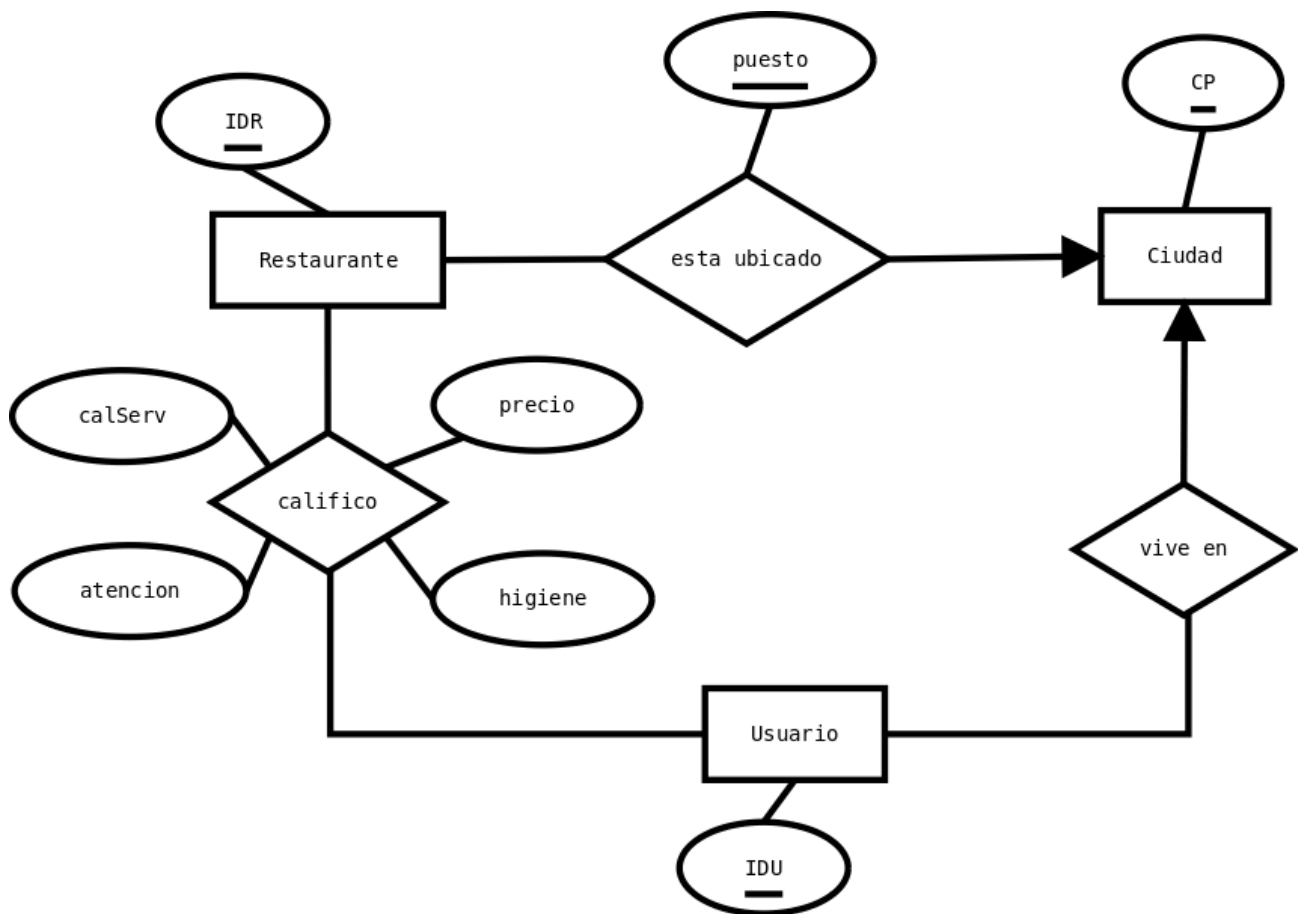 puesto
CP
IDR
Restaurante
esta ubicado
Ciudad
calServ
precio
califico
vive en
atencion
higiene
Usuario
IDU